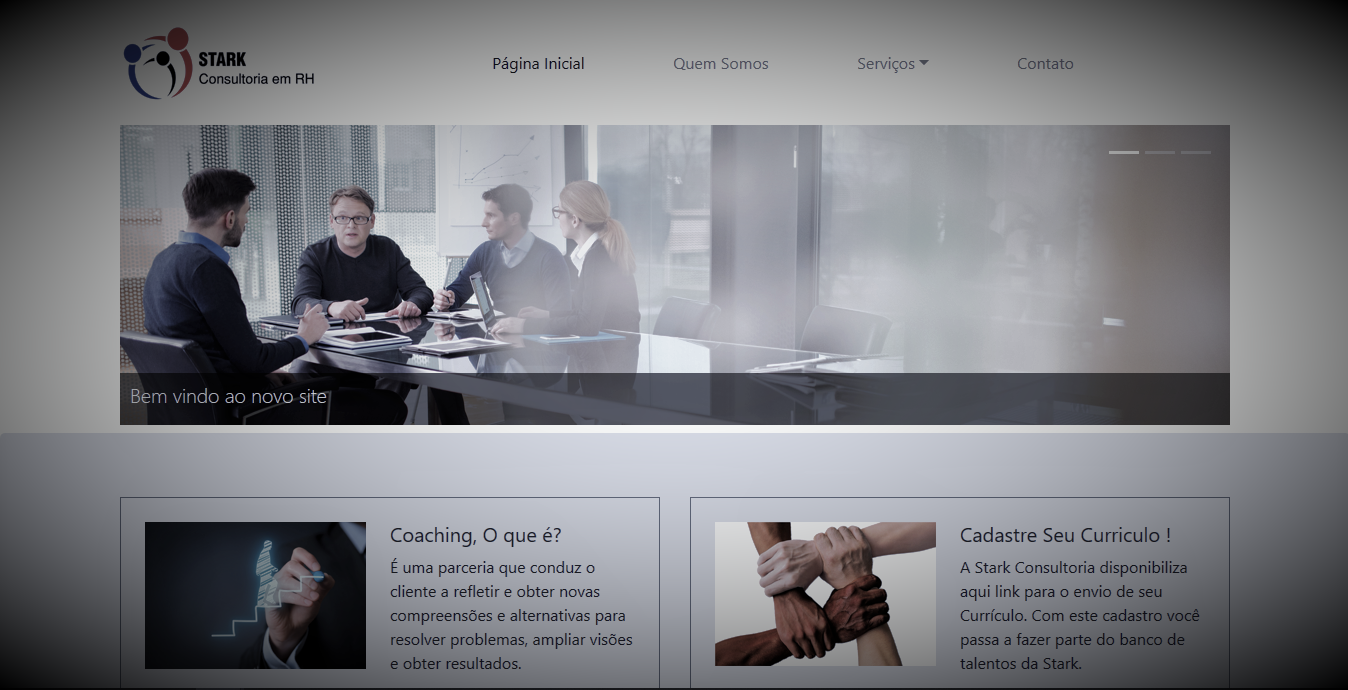 STARK
Consultoria em RH
Página Inicial
Quem Somos
Serviços
Contato
Bem vindo ao novo site
Coaching, O que é?
É uma parceria que conduz o
cliente a refletir e obter novas
compreensões e alternativas para
resolver problemas, ampliar visões
e obter resultados.
Cadastre Seu Curriculo !
A Stark Consultoria disponibiliza
aqui link para o envio de seu
Currículo. Com este cadastro você
passa a fazer parte do banco de
talentos da Stark.